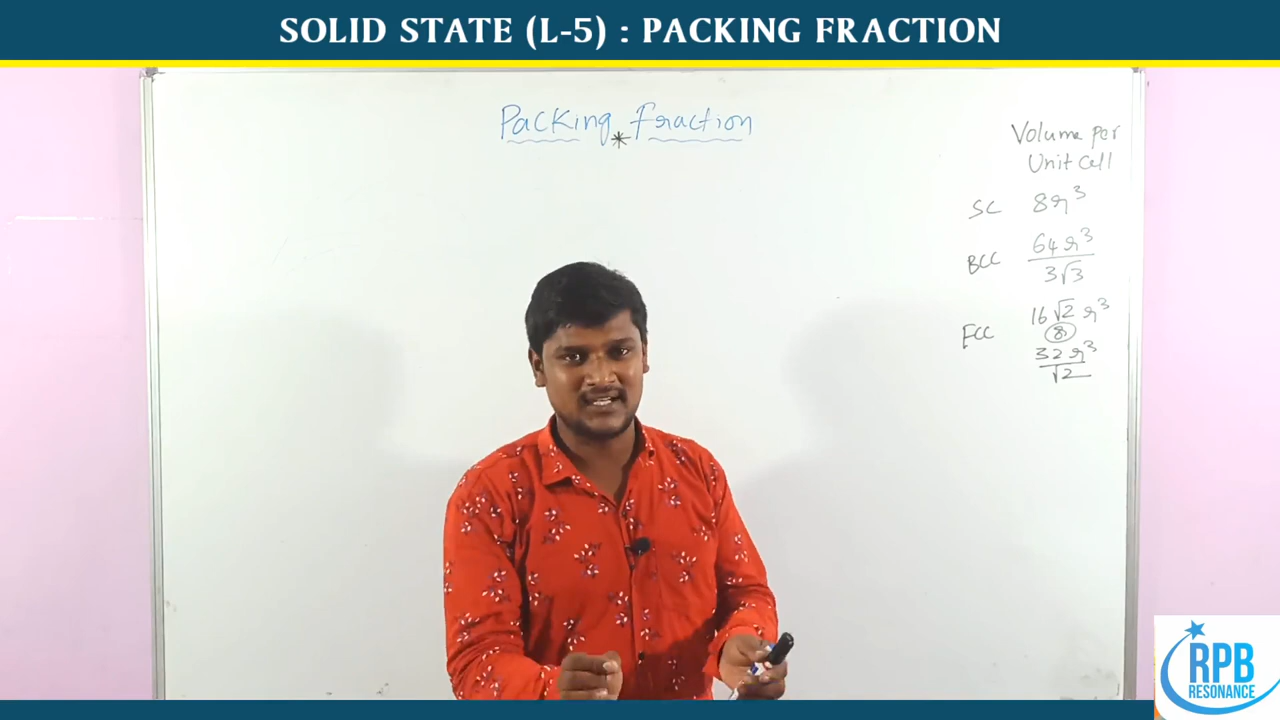 SOLID STATE (L-5) : PACKING FRACTION
Packing * Fraction
Volume per
Unit cell
SC 8r³
BCC 64r³
3√3
FCC 16√2 r³
8
32r³
√2
RPB
RESONANCE